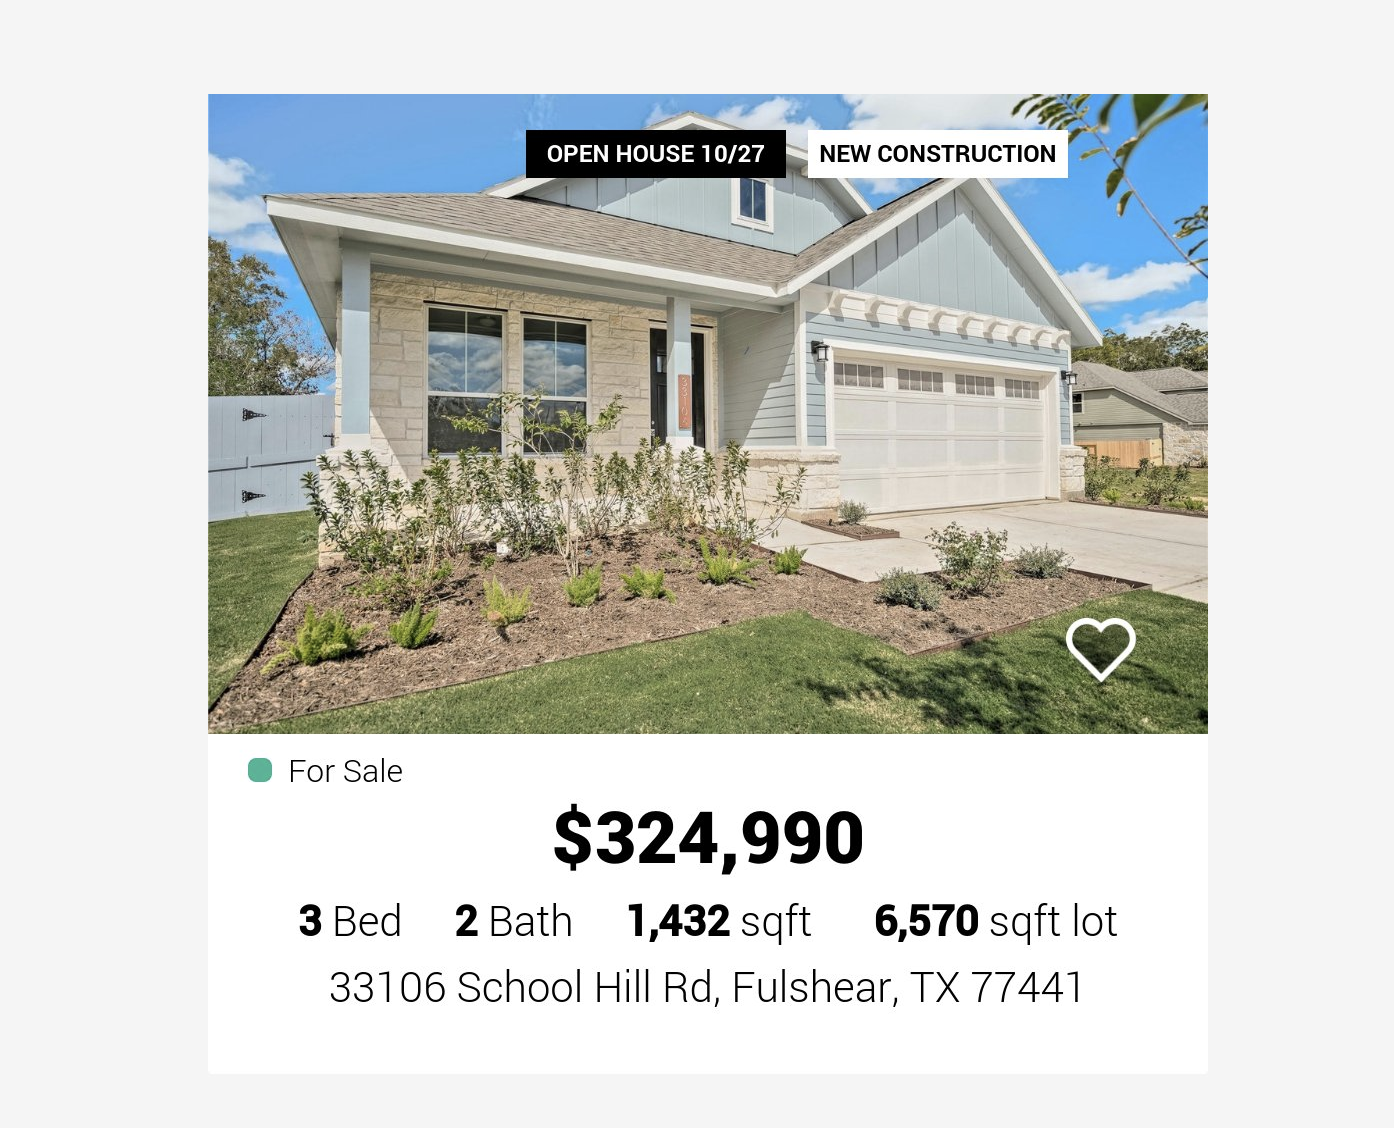 OPEN HOUSE 10/27 NEW CONSTRUCTION
33106
For Sale
$324,990
3 Bed 2 Bath 1,432 sqft 6,570 sqft lot
33106 School Hill Rd, Fulshear, TX 77441